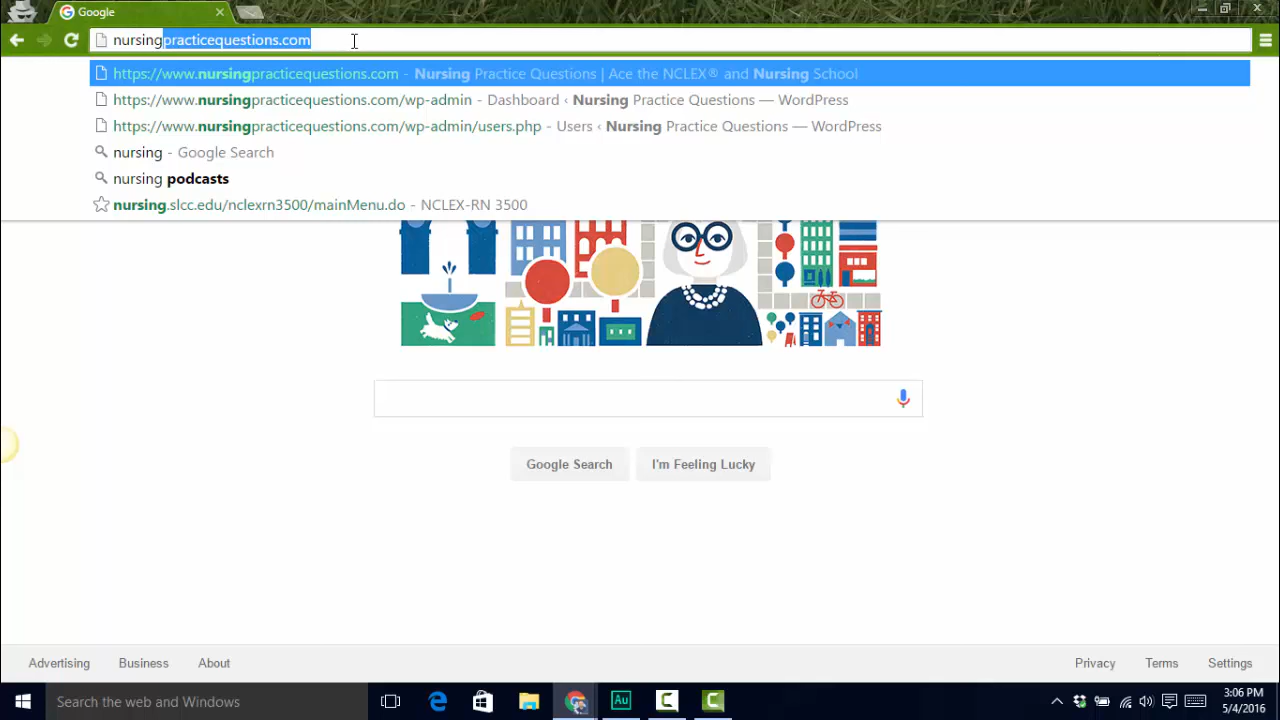 Google
nursingpracticequestions.com
https://www.nursingpracticequestions.com - Nursing Practice Questions | Ace the NCLEX® and Nursing School
https://www.nursingpracticequestions.com/wp-admin - Dashboard ‹ Nursing Practice Questions — WordPress
https://www.nursingpracticequestions.com/wp-admin/users.php - Users ‹ Nursing Practice Questions — WordPress
nursing - Google Search
nursing podcasts
nursing.slcc.edu/nclexrn3500/mainMenu.do - NCLEX-RN 3500
Google Search I'm Feeling Lucky
Advertising Business About Privacy Terms Settings
Search the web and Windows
Au
3:06 PM
5/4/2016